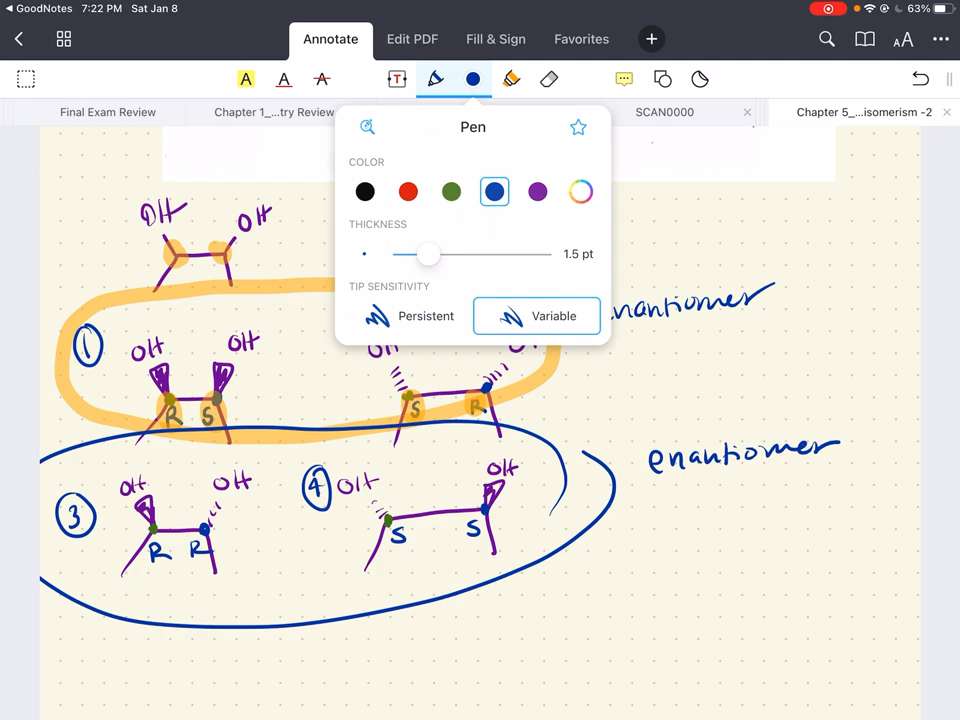 GoodNotes 7:22 PM Sat Jan 8 63%
Annotate Edit PDF Fill & Sign Favorites
AA
A A A T
Final Exam Review Chapter 1_...try Review SCAN0000 Chapter 5_...isomerism -2
Pen
COLOR
THICKNESS
1.5 pt
TIP SENSITIVITY
Persistent Variable
OH OH
enantiomer
1 OH OH OH
R S S R
enantiomer
3 OH OH 4 OH OH
R R S S